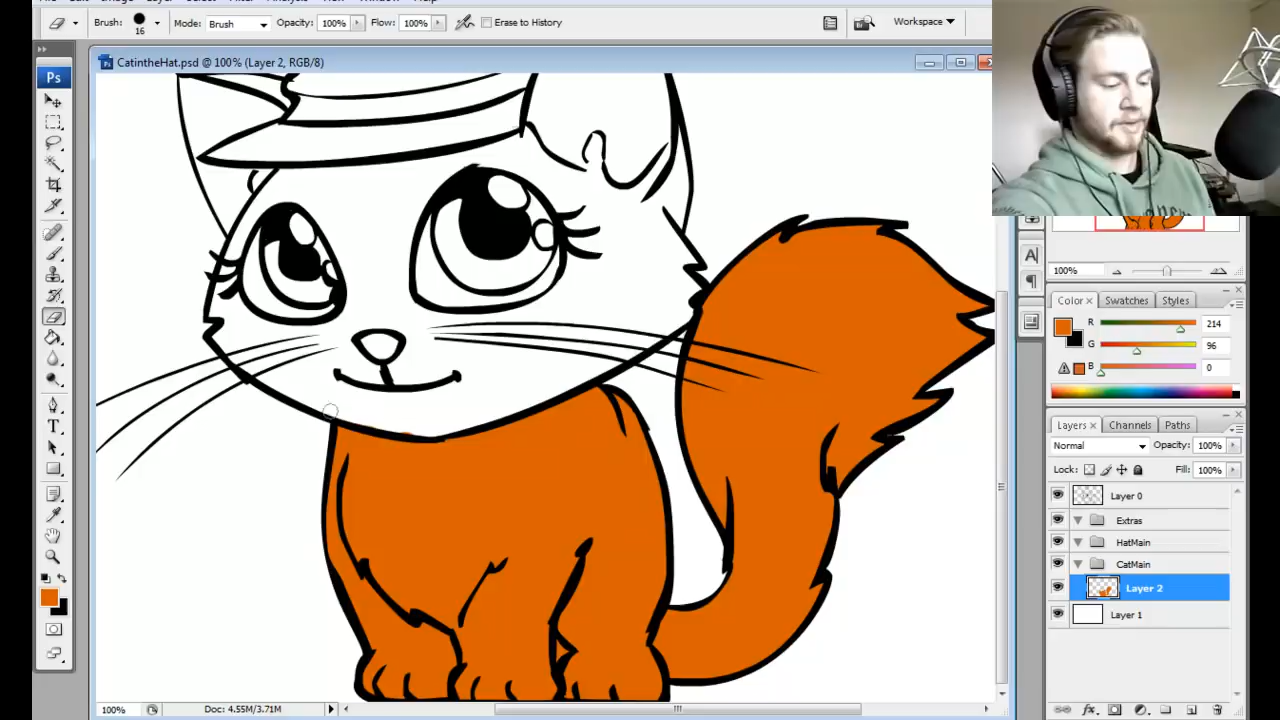 Brush: Mode: Brush Opacity: 100% Flow: 100% Erase to History Workspace
16
Ps CatintheHat.psd @ 100% (Layer 2, RGB/8)
100%
Color × Swatches Styles
R 214
G 96
B 0
Layers × Channels Paths
Normal Opacity: 100%
Lock: Fill: 100%
Layer 0
Extras
HatMain
CatMain
Layer 2
Layer 1
100% Doc: 4.55M/3.71M
fx